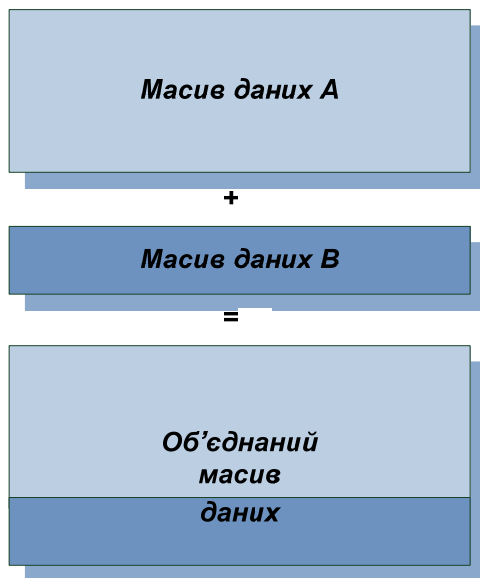 Масив даних А
+
Масив даних В
=
Об’єднаний
масив
даних